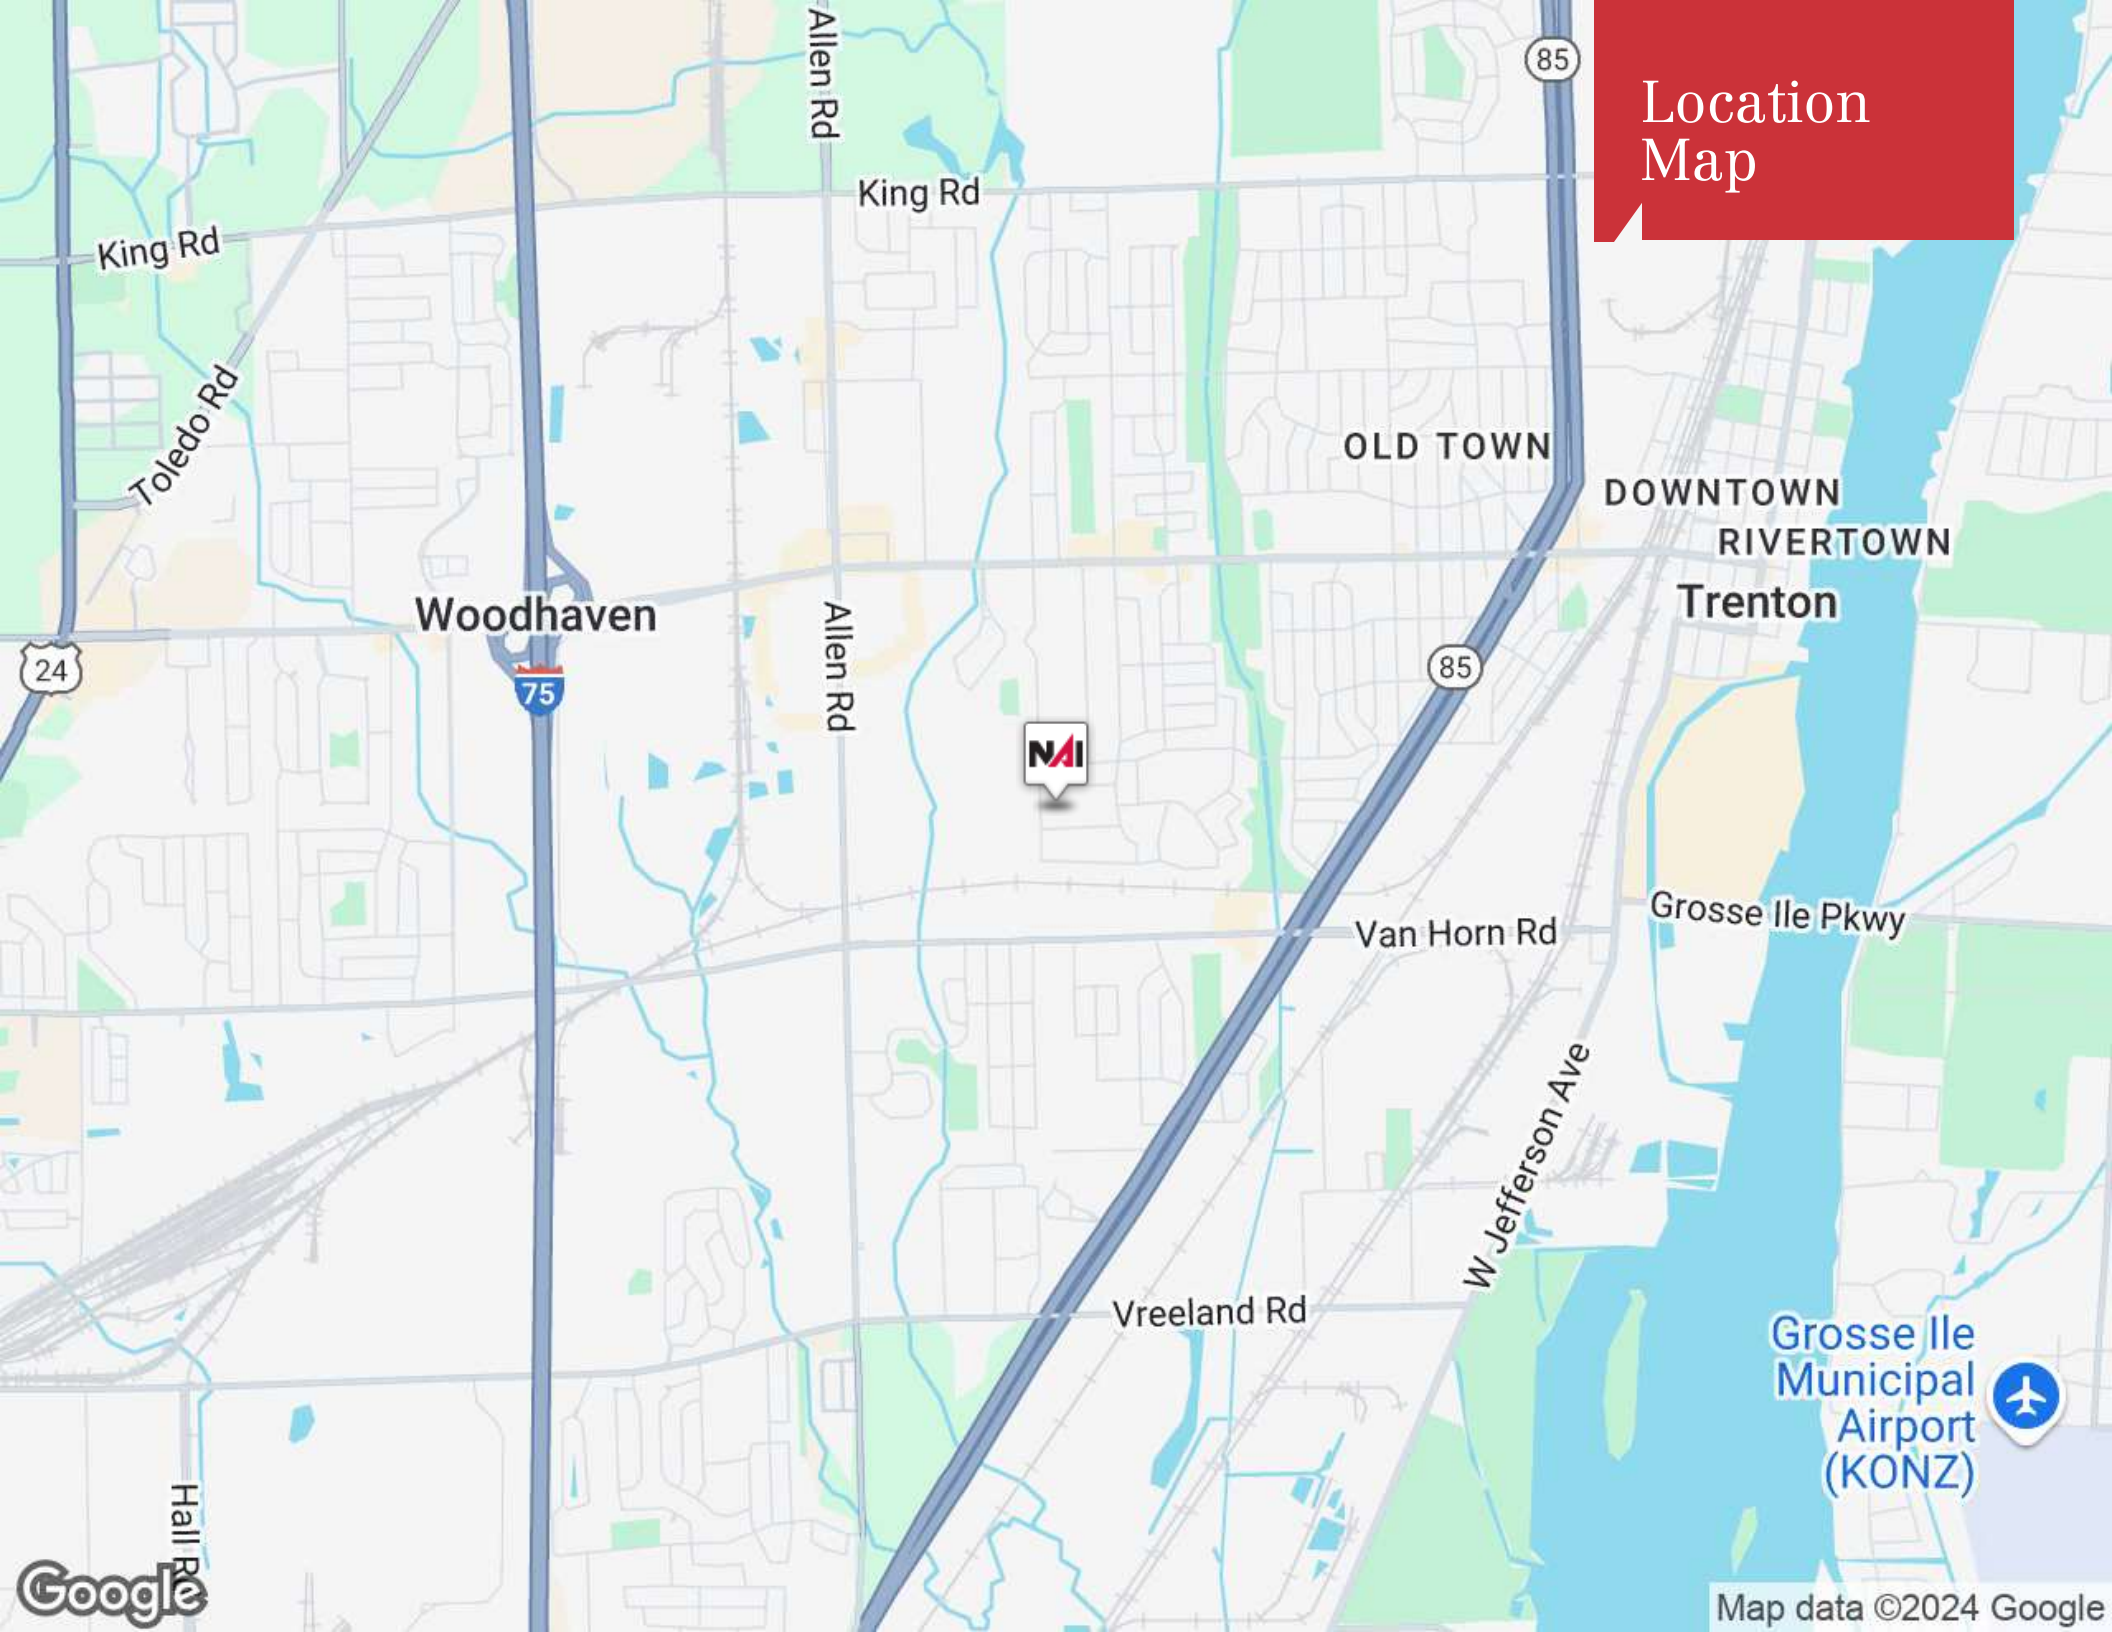 Location
Map
85
Allen Rd
King Rd
King Rd
Toledo Rd
OLD TOWN
DOWNTOWN
RIVERTOWN
Trenton
Woodhaven
24
75
Allen Rd
85
NAI
Grosse Ile Pkwy
Van Horn Rd
W Jefferson Ave
Vreeland Rd
Grosse Ile
Municipal
Airport
(KONZ)
Hall Rd
Google
Map data ©2024 Google